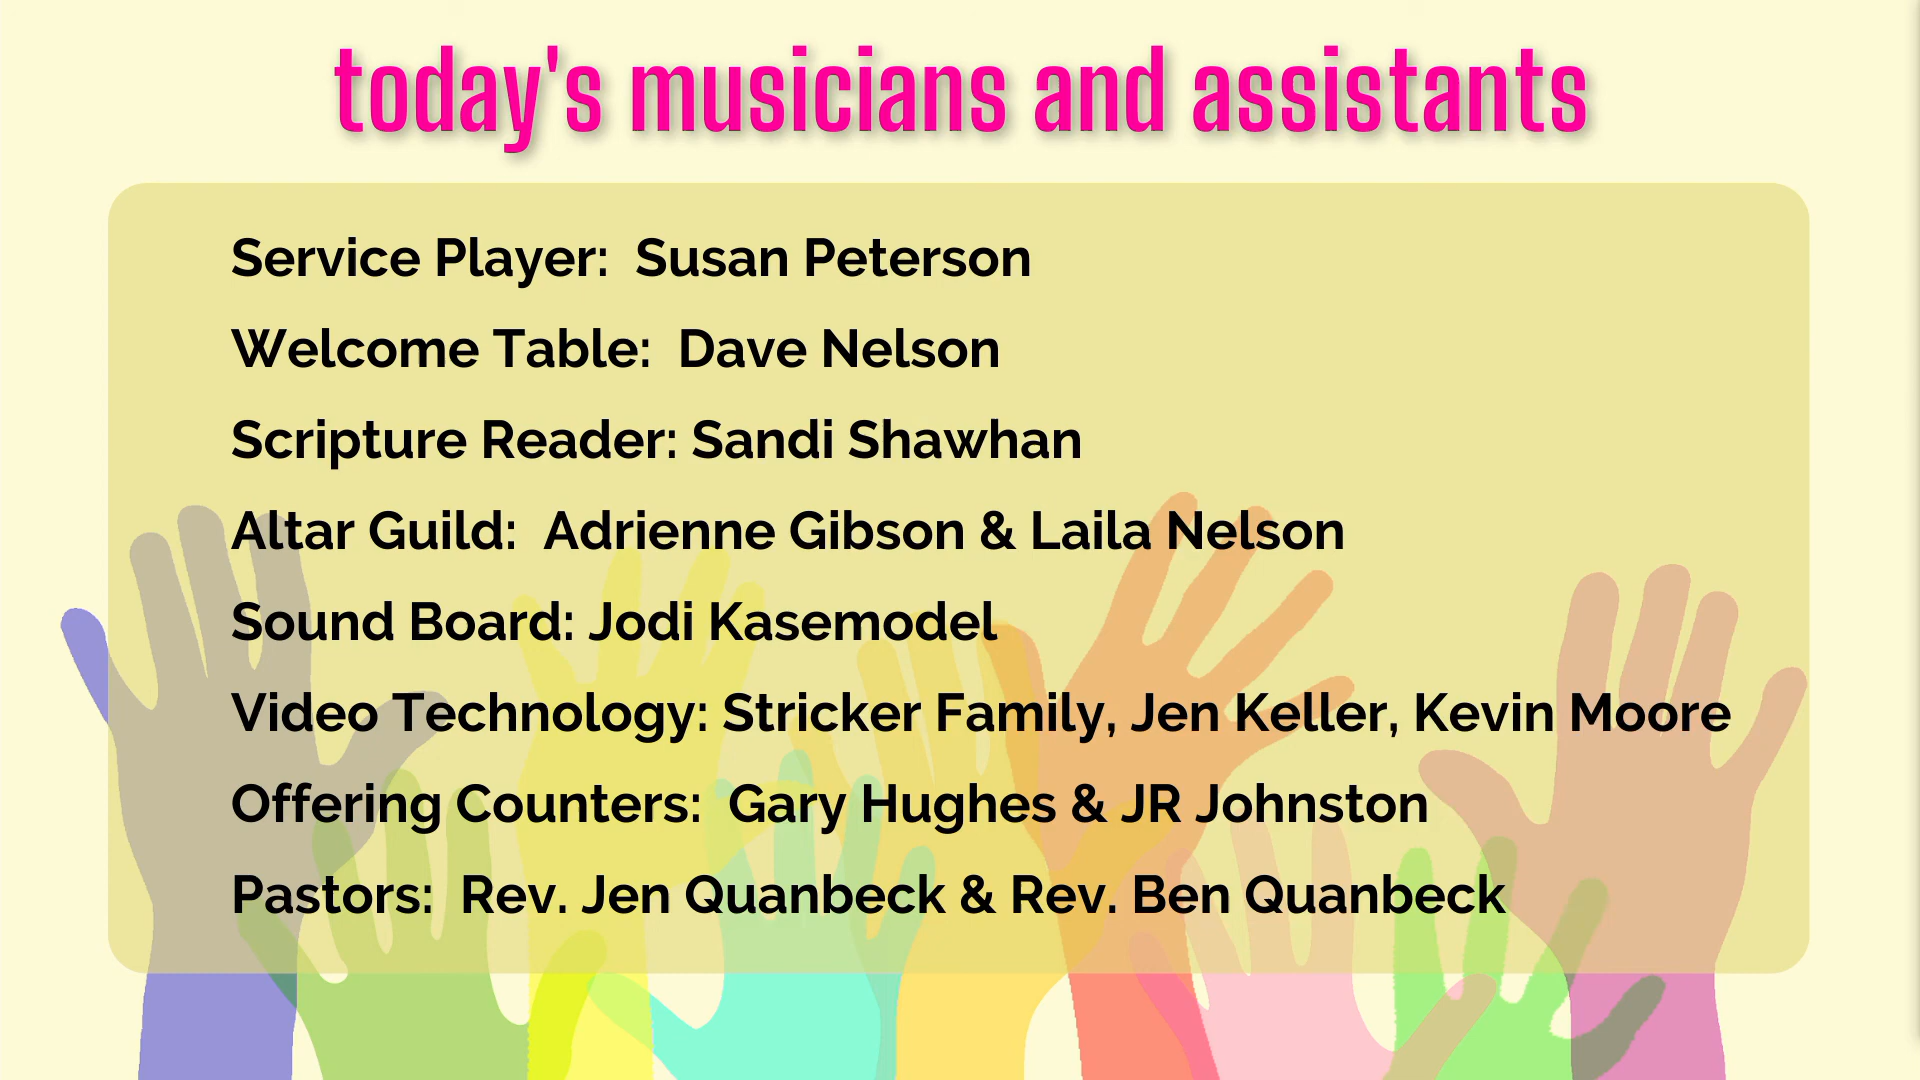 today's musicians and assistants
Service Player:  Susan Peterson
Welcome Table:  Dave Nelson
Scripture Reader: Sandi Shawhan
Altar Guild:  Adrienne Gibson & Laila Nelson
Sound Board: Jodi Kasemodel
Video Technology: Stricker Family, Jen Keller, Kevin Moore
Offering Counters:  Gary Hughes & JR Johnston
Pastors:  Rev. Jen Quanbeck & Rev. Ben Quanbeck